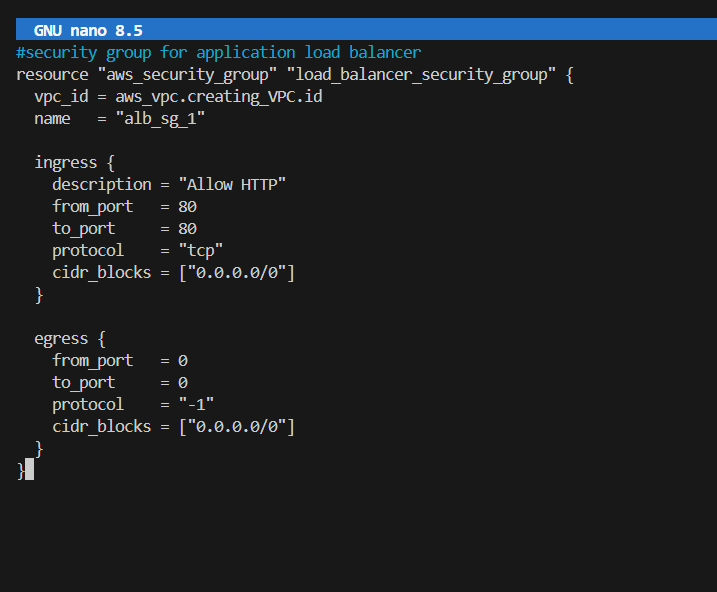 GNU nano 8.5
#security group for application load balancer
resource "aws_security_group" "load_balancer_security_group" {
  vpc_id = aws_vpc.creating_VPC.id
  name   = "alb_sg_1"

  ingress {
    description = "Allow HTTP"
    from_port   = 80
    to_port     = 80
    protocol    = "tcp"
    cidr_blocks = ["0.0.0.0/0"]
  }

  egress {
    from_port   = 0
    to_port     = 0
    protocol    = "-1"
    cidr_blocks = ["0.0.0.0/0"]
  }
}